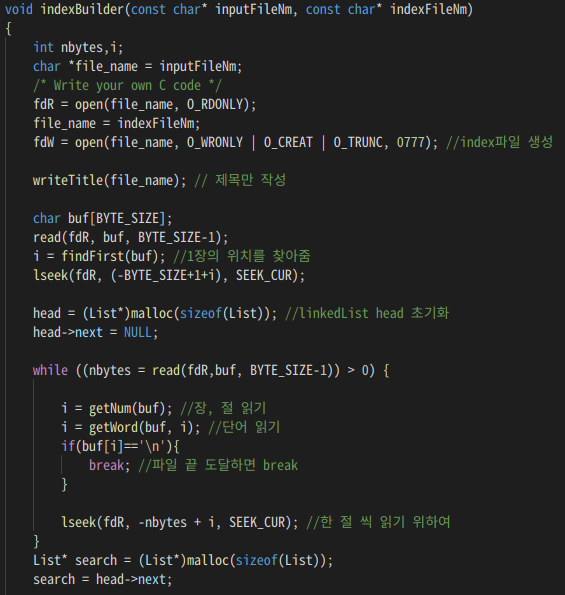 void indexBuilder(const char* inputFileNm, const char* indexFileNm)
{
    int nbytes,i;
    char *file_name = inputFileNm;
    /* Write your own C code */
    fdR = open(file_name, O_RDONLY);
    file_name = indexFileNm;
    fdW = open(file_name, O_WRONLY | O_CREAT | O_TRUNC, 0777); //index파일 생성

    writeTitle(file_name); // 제목만 작성

    char buf[BYTE_SIZE];
    read(fdR, buf, BYTE_SIZE-1);
    i = findFirst(buf); //1장의 위치를 찾아줌
    lseek(fdR, (-BYTE_SIZE+1+i), SEEK_CUR);

    head = (List*)malloc(sizeof(List)); //linkedList head 초기화
    head->next = NULL;

    while ((nbytes = read(fdR,buf, BYTE_SIZE-1)) > 0) {

        i = getNum(buf); //장, 절 읽기
        i = getWord(buf, i); //단어 읽기
        if(buf[i]=='\n'){
            break; //파일 끝 도달하면 break
        }

        lseek(fdR, -nbytes + i, SEEK_CUR); //한 절 씩 읽기 위하여
    }
    List* search = (List*)malloc(sizeof(List));
    search = head->next;